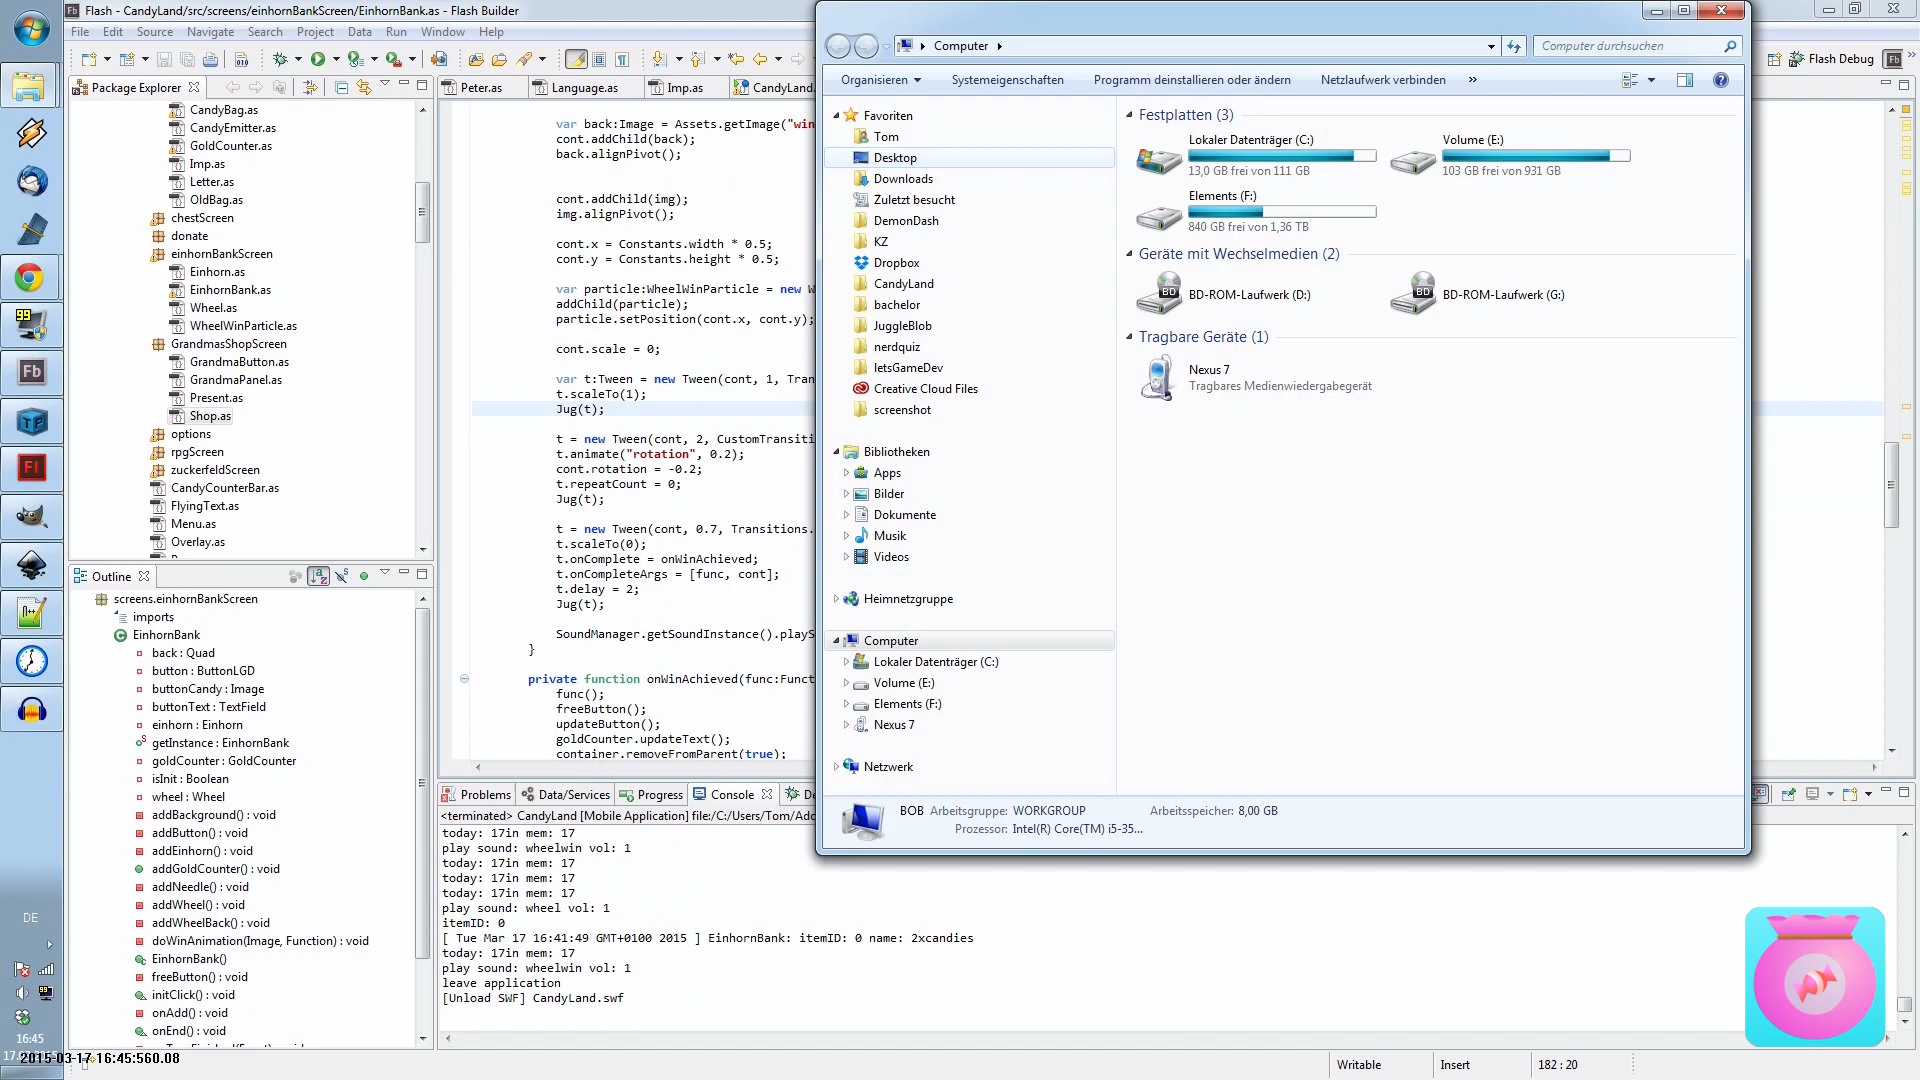 Flash - CandyLand/src/screens/einhornBankScreen/EinhornBank.as - Flash Builder
File Edit Source Navigate Search Project Data Run Window Help
Flash Debug
Package Explorer
CandyBag.as
CandyEmitter.as
GoldCounter.as
Imp.as
Letter.as
OldBag.as
chestScreen
donate
einhornBankScreen
Einhorn.as
EinhornBank.as
Wheel.as
WheelWinParticle.as
GrandmasShopScreen
GrandmaButton.as
GrandmaPanel.as
Present.as
Shop.as
options
rpgScreen
zuckerfeldScreen
CandyCounterBar.as
FlyingText.as
Menu.as
Overlay.as
Outline
screens.einhornBankScreen
imports
EinhornBank
back : Quad
button : ButtonLGD
buttonCandy : Image
buttonText : TextField
einhorn : Einhorn
getInstance : EinhornBank
goldCounter : GoldCounter
isInit : Boolean
wheel : Wheel
addBackground() : void
addButton() : void
addEinhorn() : void
addGoldCounter() : void
addNeedle() : void
addWheel() : void
addWheelBack() : void
doWinAnimation(Image, Function) : void
EinhornBank()
freeButton() : void
initClick() : void
onAdd() : void
onEnd() : void
Peter.as Language.as Imp.as CandyLand.
var back:Image = Assets.getImage("win
cont.addChild(back);
back.alignPivot();
cont.addChild(img);
img.alignPivot();
cont.x = Constants.width * 0.5;
cont.y = Constants.height * 0.5;
var particle:WheelWinParticle = new W
addChild(particle);
particle.setPosition(cont.x, cont.y);
cont.scale = 0;
var t:Tween = new Tween(cont, 1, Tran
t.scaleTo(1);
Jug(t);
t = new Tween(cont, 2, CustomTransiti
t.animate("rotation", 0.2);
cont.rotation = -0.2;
t.repeatCount = 0;
Jug(t);
t = new Tween(cont, 0.7, Transitions.
t.scaleTo(0);
t.onComplete = onWinAchieved;
t.onCompleteArgs = [func, cont];
t.delay = 2;
Jug(t);
SoundManager.getSoundInstance().playS
}
private function onWinAchieved(func:Funct
func();
freeButton();
updateButton();
goldCounter.updateText();
container.removeFromParent(true);
Problems Data/Services Progress Console De
<terminated> CandyLand [Mobile Application] file:/C:/Users/Tom/Ado
today: 17in mem: 17
play sound: wheelwin vol: 1
today: 17in mem: 17
today: 17in mem: 17
today: 17in mem: 17
play sound: wheel vol: 1
itemID: 0
[ Tue Mar 17 16:41:49 GMT+0100 2015 ] EinhornBank: itemID: 0 name: 2xcandies
today: 17in mem: 17
play sound: wheelwin vol: 1
leave application
[Unload SWF] CandyLand.swf
Computer
Computer durchsuchen
Organisieren Systemeigenschaften Programm deinstallieren oder ändern Netzlaufwerk verbinden »
Favoriten
Tom
Desktop
Downloads
Zuletzt besucht
DemonDash
KZ
Dropbox
CandyLand
bachelor
JuggleBlob
nerdquiz
letsGameDev
Creative Cloud Files
screenshot
Bibliotheken
Apps
Bilder
Dokumente
Musik
Videos
Heimnetzgruppe
Computer
Lokaler Datenträger (C:)
Volume (E:)
Elements (F:)
Nexus 7
Netzwerk
Festplatten (3)
Lokaler Datenträger (C:)
13,0 GB frei von 111 GB
Volume (E:)
103 GB frei von 931 GB
Elements (F:)
840 GB frei von 1,36 TB
Geräte mit Wechselmedien (2)
BD-ROM-Laufwerk (D:)
BD-ROM-Laufwerk (G:)
Tragbare Geräte (1)
Nexus 7
Tragbares Medienwiedergabegerät
BOB Arbeitsgruppe: WORKGROUP Arbeitsspeicher: 8,00 GB
Prozessor: Intel(R) Core(TM) i5-35...
DE
16:45
2015-03-17 16:45:560.08
Writable Insert 182 : 20